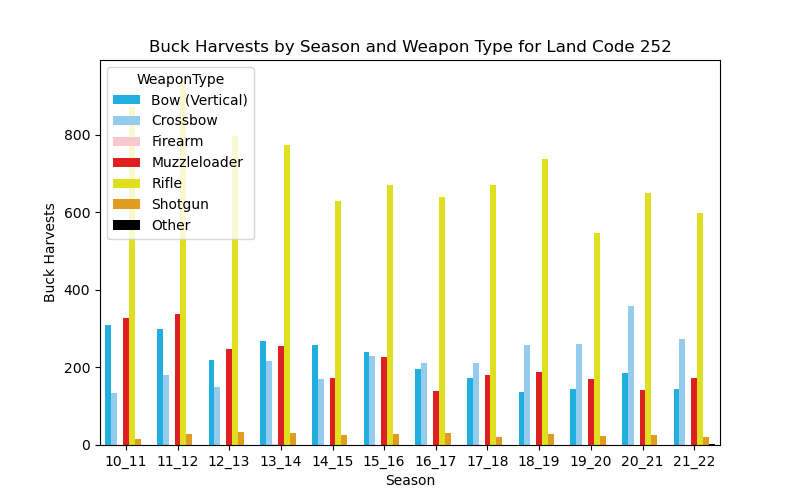 Buck Harvests by Season and Weapon Type for Land Code 252
WeaponType
Bow (Vertical)
Crossbow
Firearm
Muzzleloader
Rifle
Shotgun
Other
Buck Harvests
800
600
400
200
0
10_11 11_12 12_13 13_14 14_15 15_16 16_17 17_18 18_19 19_20 20_21 21_22
Season